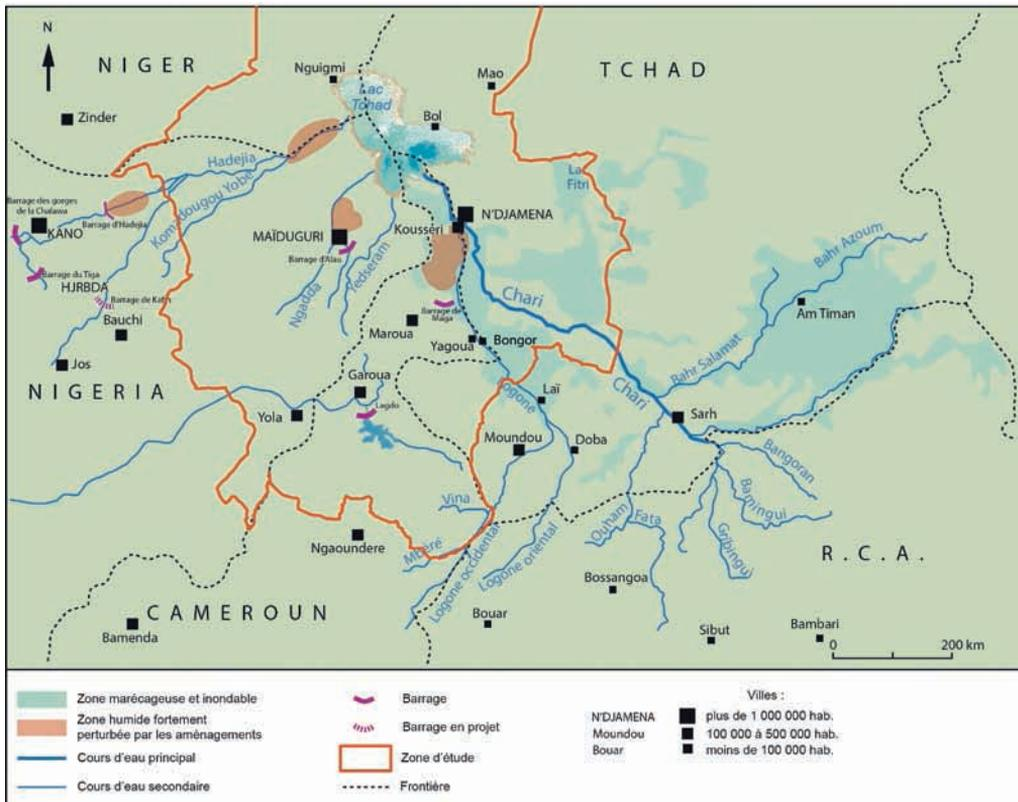 N
NIGER
TCHAD
Nguigmi
Mao
Lac
Tchad
Zinder
Bol
Hadejia
Komadougou Yobé
Lac
Fitri
Barrage des gorges
de la Chalawa
KANO
Barrage d'Hadejia
N'DJAMENA
Kousséri
MAÏDUGURI
Barrage d'Alau
Yedseram
Ngadda
Bahr Azoum
Barrage du Tiga
HJRBDA
Barrage de Kafin
Bauchi
Chari
Am Timan
Barrage de
Maga
Maroua
Yagoua
Bongor
Bahr Salamat
Jos
NIGERIA
Garoua
Logone
Laï
Chari
Yola
Lagdo
Sarh
Moundou
Doba
Bangoran
Bamingui
Vina
Ouham
Fata
Gribingui
Ngaoundere
Mbéré
Logone occidental
Logone oriental
R.C.A.
Bossangoa
CAMEROUN
Bouar
Bamenda
Sibut
Bambari
0 200 km
Zone marécageuse et inondable
Zone humide fortement
perturbée par les aménagements
Cours d'eau principal
Cours d'eau secondaire
Barrage
Barrage en projet
Zone d'étude
Frontière
Villes :
N'DJAMENA plus de 1 000 000 hab.
Moundou 100 000 à 500 000 hab.
Bouar moins de 100 000 hab.